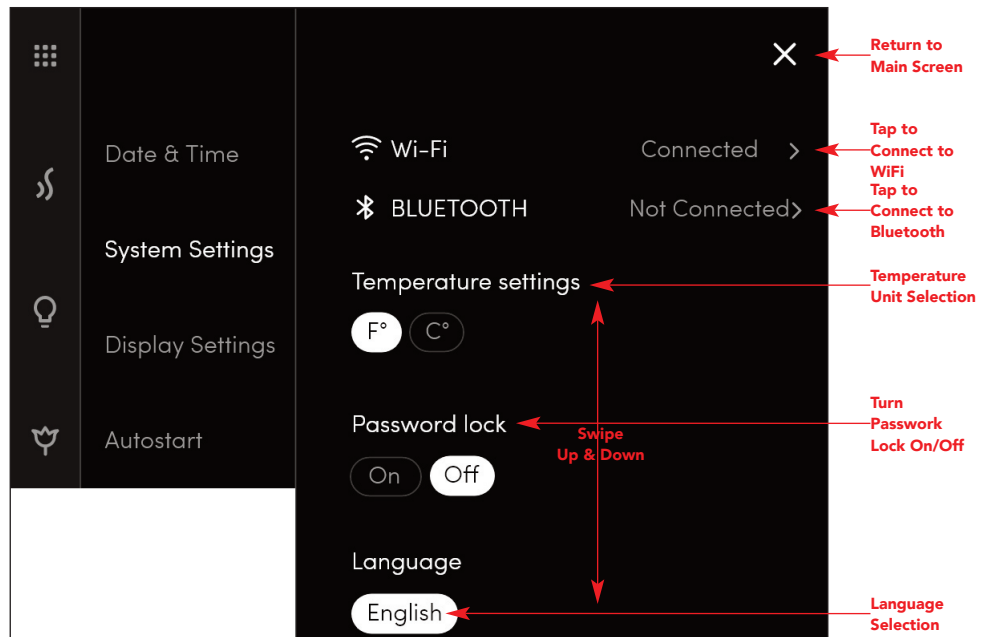 Return to
Main Screen
Date & Time
Wi-Fi
Connected
Tap to
Connect to
WiFi
BLUETOOTH
Not Connected
Tap to
Connect to
Bluetooth
System Settings
Temperature settings
Temperature
Unit Selection
F°
C°
Display Settings
Password lock
Turn
Passwork
Lock On/Off
Swipe
Up & Down
Autostart
On
Off
Language
English
Language
Selection